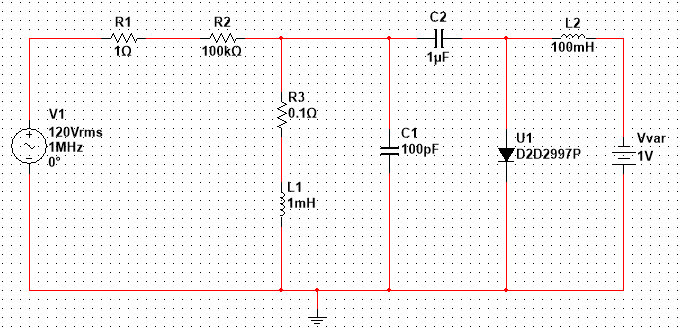 R1
1Ω
R2
100kΩ
C2
1µF
L2
100mH
V1
120Vrms
1MHz
0°
R3
0.1Ω
L1
1mH
C1
100pF
U1
D2D2997P
Vvar
1V